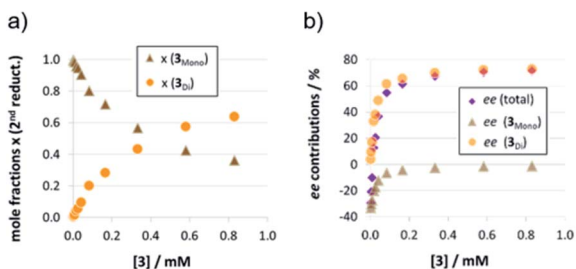 a)
mole fractions x (2nd reduct.)
1.0
0.8
0.6
0.4
0.2
0.0
x (3Mono)
x (3Di)
0.0 0.2 0.4 0.6 0.8 1.0
[3] / mM
b)
ee contributions / %
80
60
40
20
0
-20
-40
ee (total)
ee (3Mono)
ee (3Di)
0.0 0.2 0.4 0.6 0.8 1.0
[3] / mM